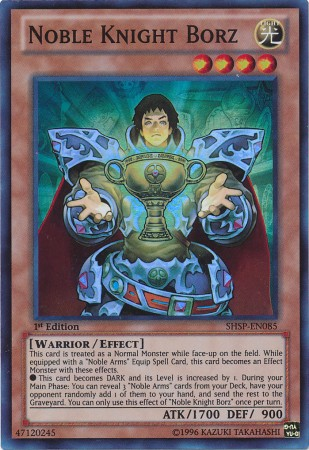 NOBLE KNIGHT BORZ
LIGHT
光
1st Edition
SHSP-EN085
[WARRIOR / EFFECT]
This card is treated as a Normal Monster while face-up on the field. While
equipped with a "Noble Arms" Equip Spell Card, this card becomes an Effect
Monster with these effects.
●This card becomes DARK and its Level is increased by 1. During your
Main Phase: You can reveal 3 "Noble Arms" cards from your Deck, have your
opponent randomly add 1 of them to your hand, and send the rest to the
Graveyard. You can only use this effect of "Noble Knight Borz" once per turn.
ATK/1700 DEF/ 900
47120245
©1996 KAZUKI TAKAHASHI